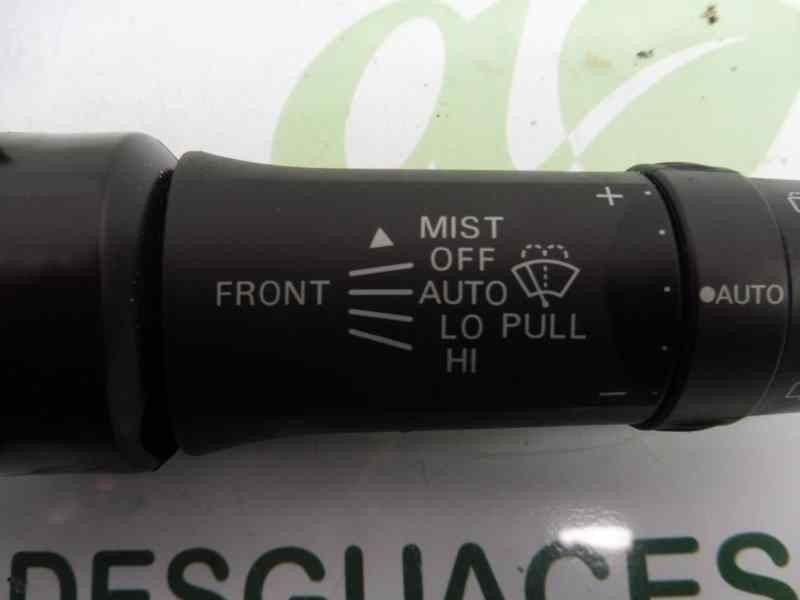 MIST
OFF
FRONT AUTO
LO PULL
HI
+
−
●AUTO
DESGUACES